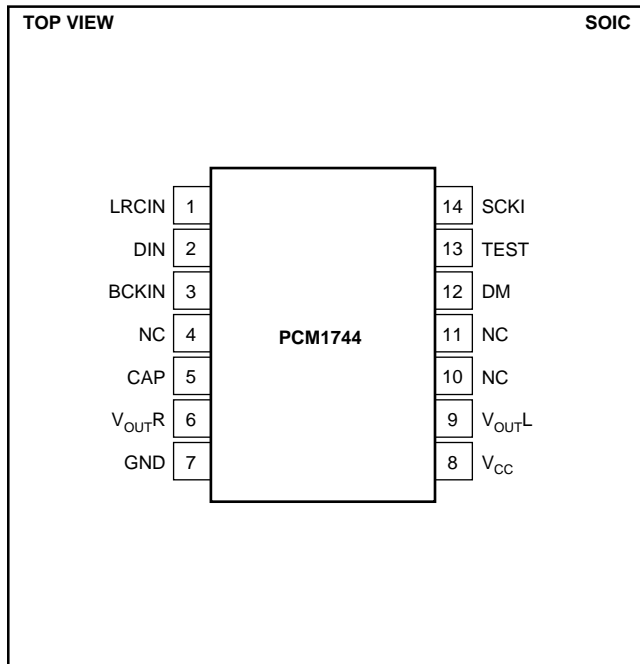 TOP VIEW SOIC
LRCIN 1 14 SCKI
DIN 2 13 TEST
BCKIN 3 12 DM
NC 4 PCM1744 11 NC
CAP 5 10 NC
VOUTR 6 9 VOUTL
GND 7 8 VCC